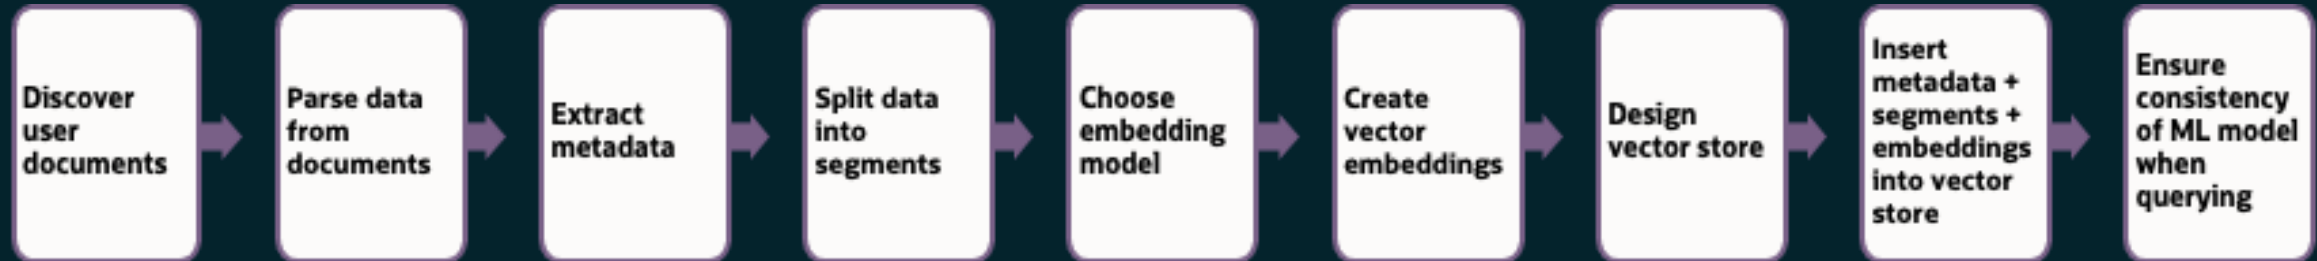 Discover
user
documents
Parse data
from
documents
Extract
metadata
Split data
into
segments
Choose
embedding
model
Create
vector
embeddings
Design
vector store
Insert
metadata +
segments +
embeddings
into vector
store
Ensure
consistency
of ML model
when
querying